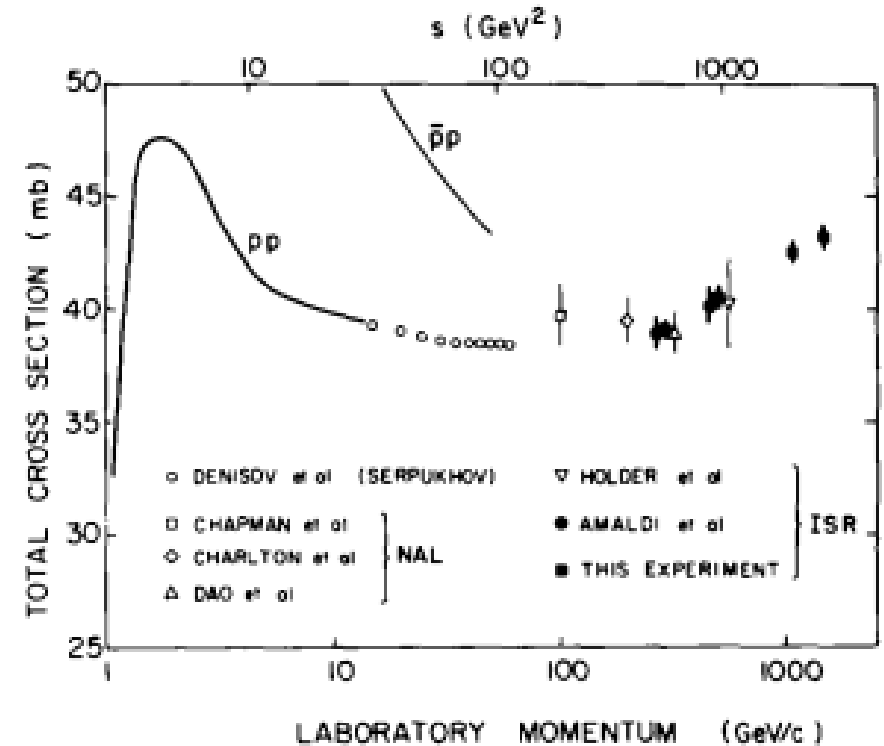 s (GeV²)
10 100 1000
50
45
40
35
30
25
TOTAL CROSS SECTION (mb)
p̄p
pp
○ DENISOV et al (SERPUKHOV)
□ CHAPMAN et al
◇ CHARLTON et al
△ DAO et al
NAL
▽ HOLDER et al
● AMALDI et al
■ THIS EXPERIMENT
ISR
1 10 100 1000
LABORATORY MOMENTUM (GeV/c)